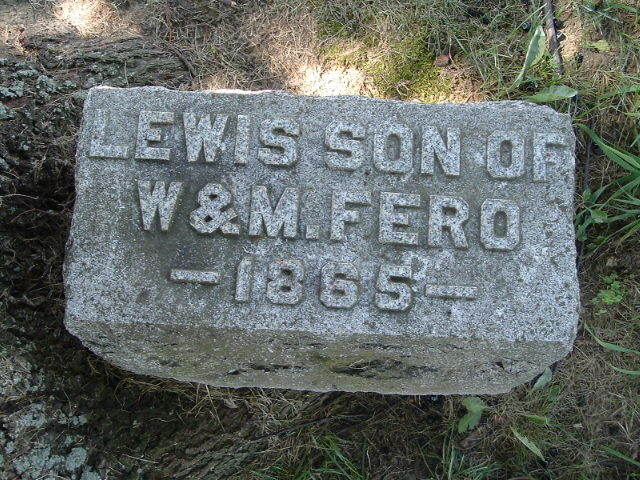 LEWIS SON OF
W&M. FERO
– 1865 –